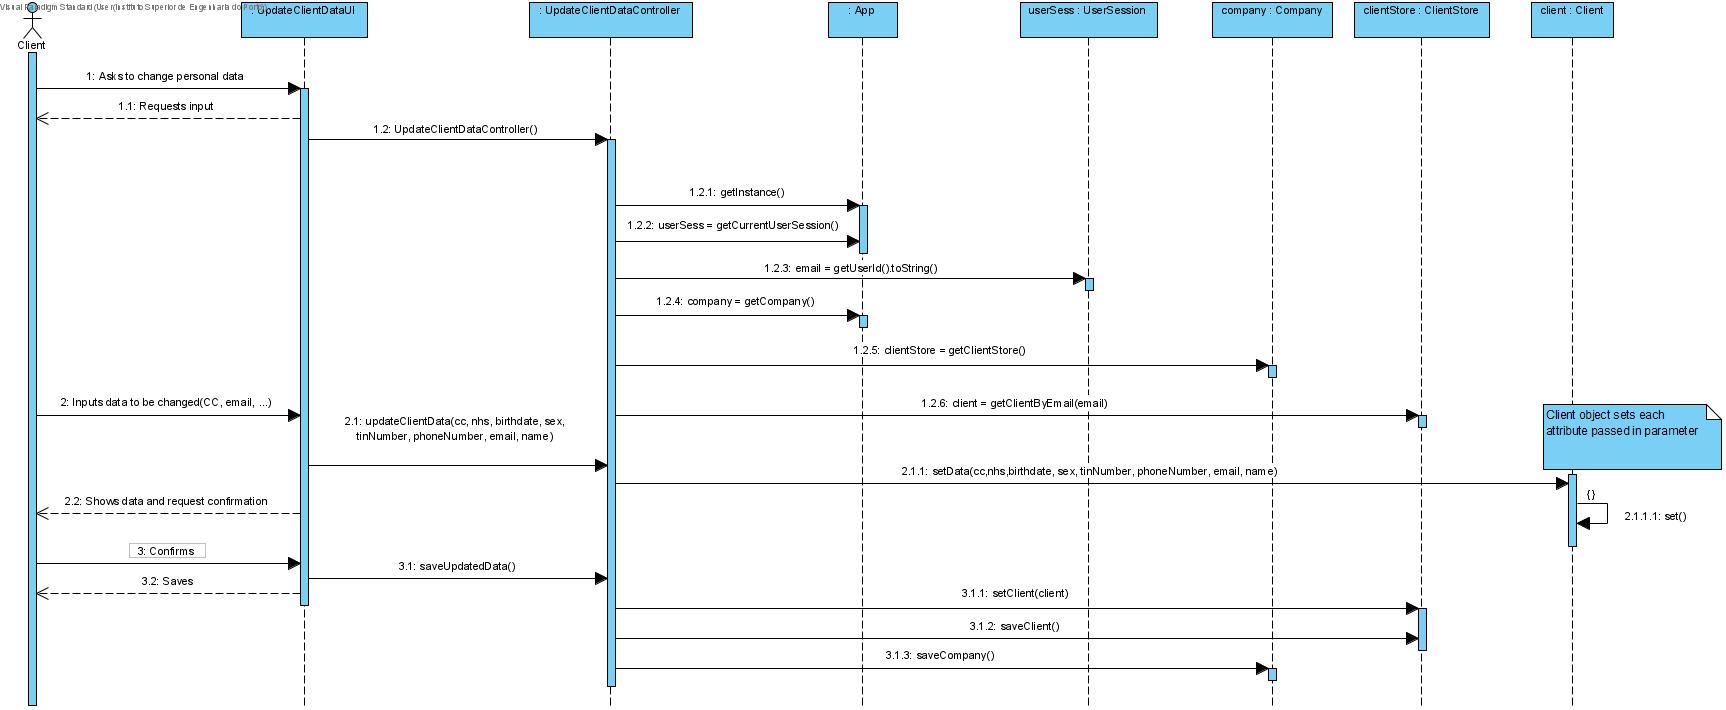 Visual Paradigm Standard (User(Instituto Superior de Engenharia do Porto)
: UpdateClientDataUI
: UpdateClientDataController
: App
userSess : UserSession
company : Company
clientStore : ClientStore
client : Client
Client
1: Asks to change personal data
1.1: Requests input
1.2: UpdateClientDataController()
1.2.1: getInstance()
1.2.2: userSess = getCurrentUserSession()
1.2.3: email = getUserId().toString()
1.2.4: company = getCompany()
1.2.5: clientStore = getClientStore()
2: Inputs data to be changed(CC, email, ...)
1.2.6: client = getClientByEmail(email)
Client object sets each
attribute passed in parameter
2.1: updateClientData(cc, nhs, birthdate, sex,
tinNumber, phoneNumber, email, name)
2.1.1: setData(cc,nhs,birthdate, sex, tinNumber, phoneNumber, email, name)
2.2: Shows data and request confirmation
{}
2.1.1.1: set()
3: Confirms
3.1: saveUpdatedData()
3.2: Saves
3.1.1: setClient(client)
3.1.2: saveClient()
3.1.3: saveCompany()